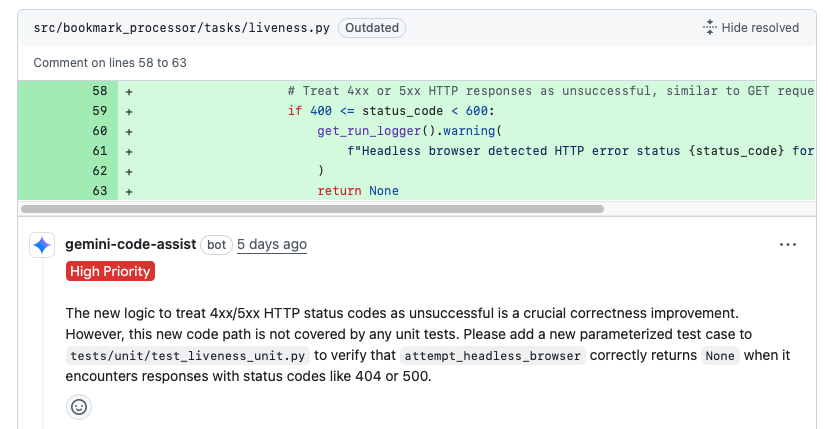 src/bookmark_processor/tasks/liveness.py Outdated Hide resolved
Comment on lines 58 to 63
58 + # Treat 4xx or 5xx HTTP responses as unsuccessful, similar to GET reque
59 + if 400 <= status_code < 600:
60 + get_run_logger().warning(
61 + f"Headless browser detected HTTP error status {status_code} for
62 + )
63 + return None
gemini-code-assist bot 5 days ago
High Priority
The new logic to treat 4xx/5xx HTTP status codes as unsuccessful is a crucial correctness improvement.
However, this new code path is not covered by any unit tests. Please add a new parameterized test case to
tests/unit/test_liveness_unit.py to verify that attempt_headless_browser correctly returns None when it
encounters responses with status codes like 404 or 500.